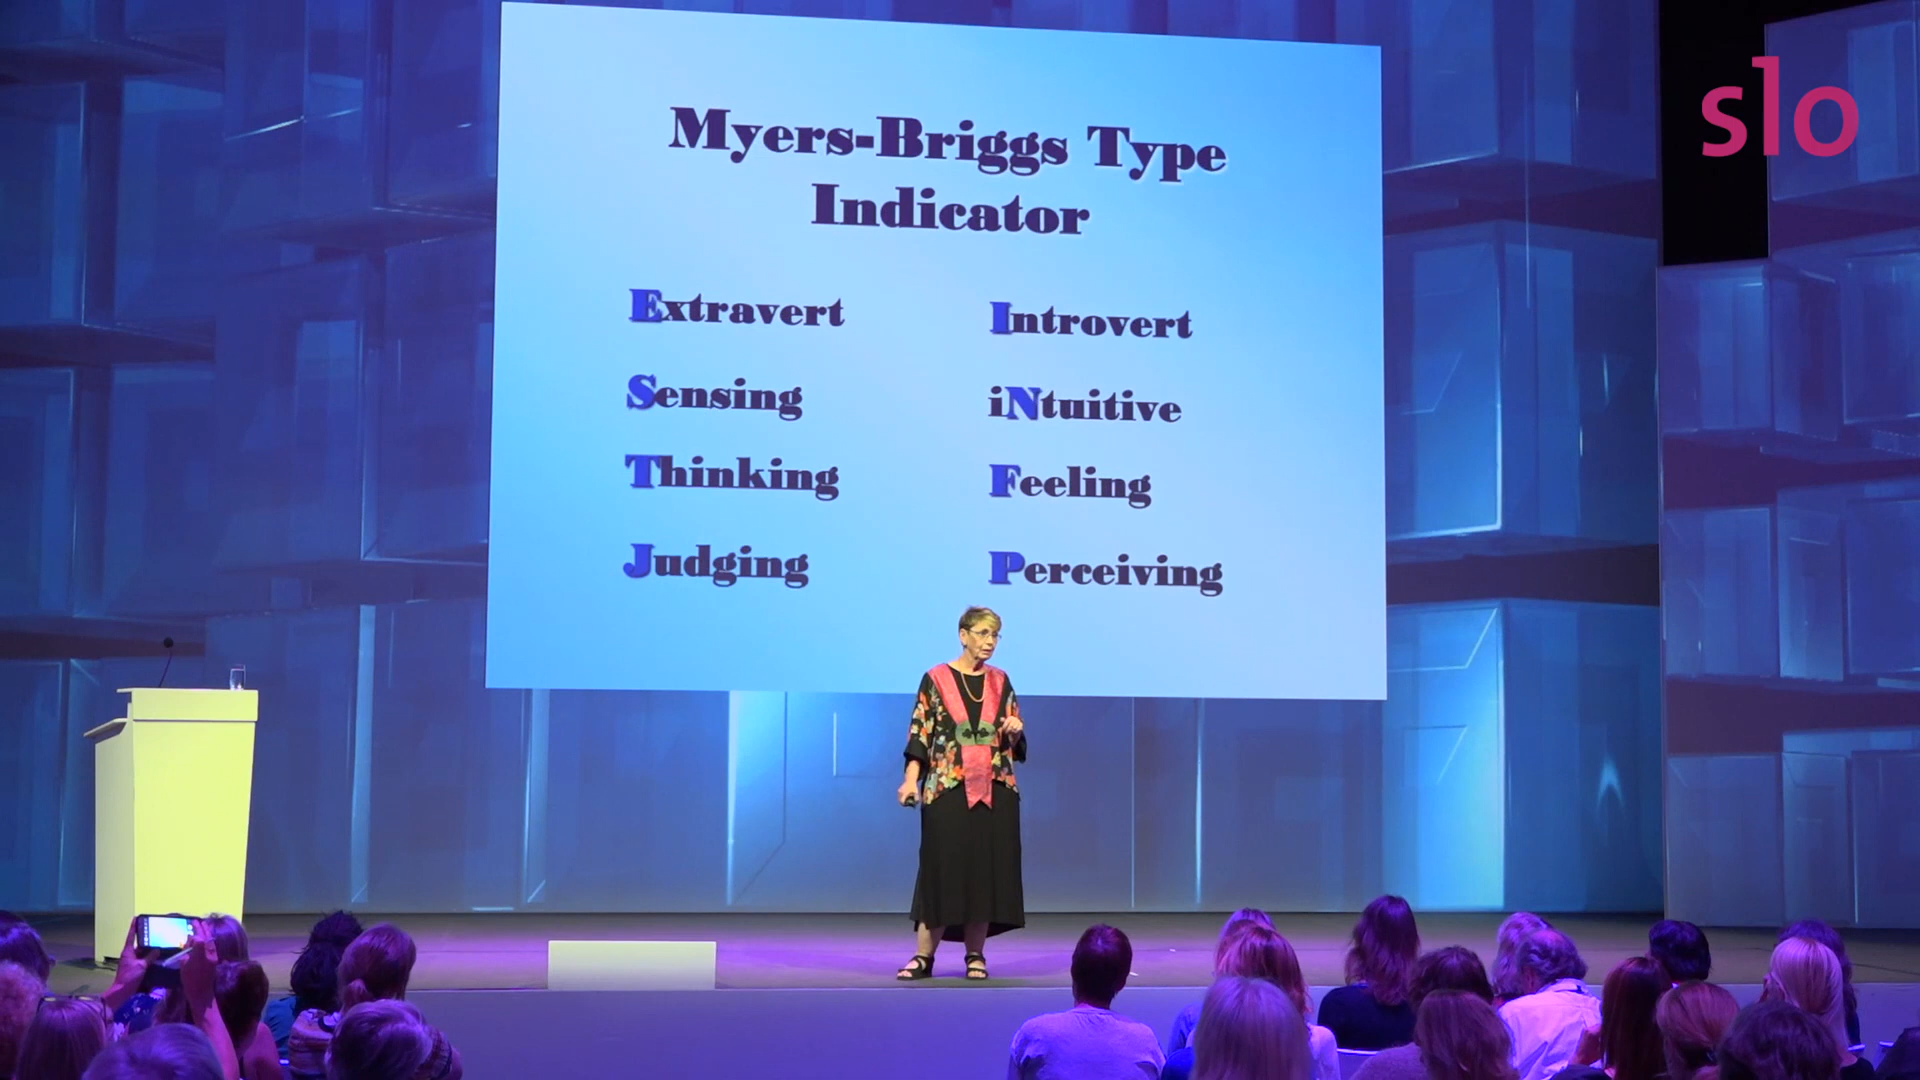 slo
Myers-Briggs Type
Indicator
Extravert Introvert
Sensing iNtuitive
Thinking Feeling
Judging Perceiving